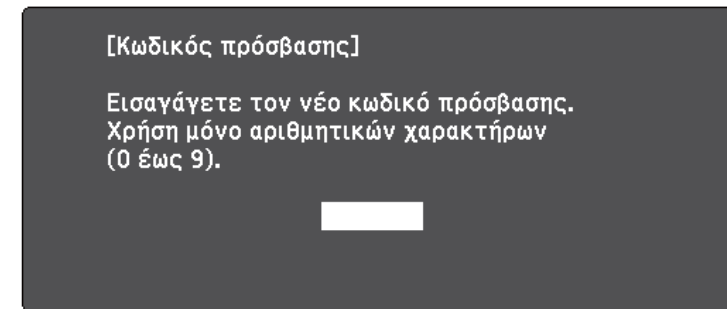 [Κωδικός πρόσβασης]
Εισαγάγετε τον νέο κωδικό πρόσβασης.
Χρήση μόνο αριθμητικών χαρακτήρων
(0 έως 9).